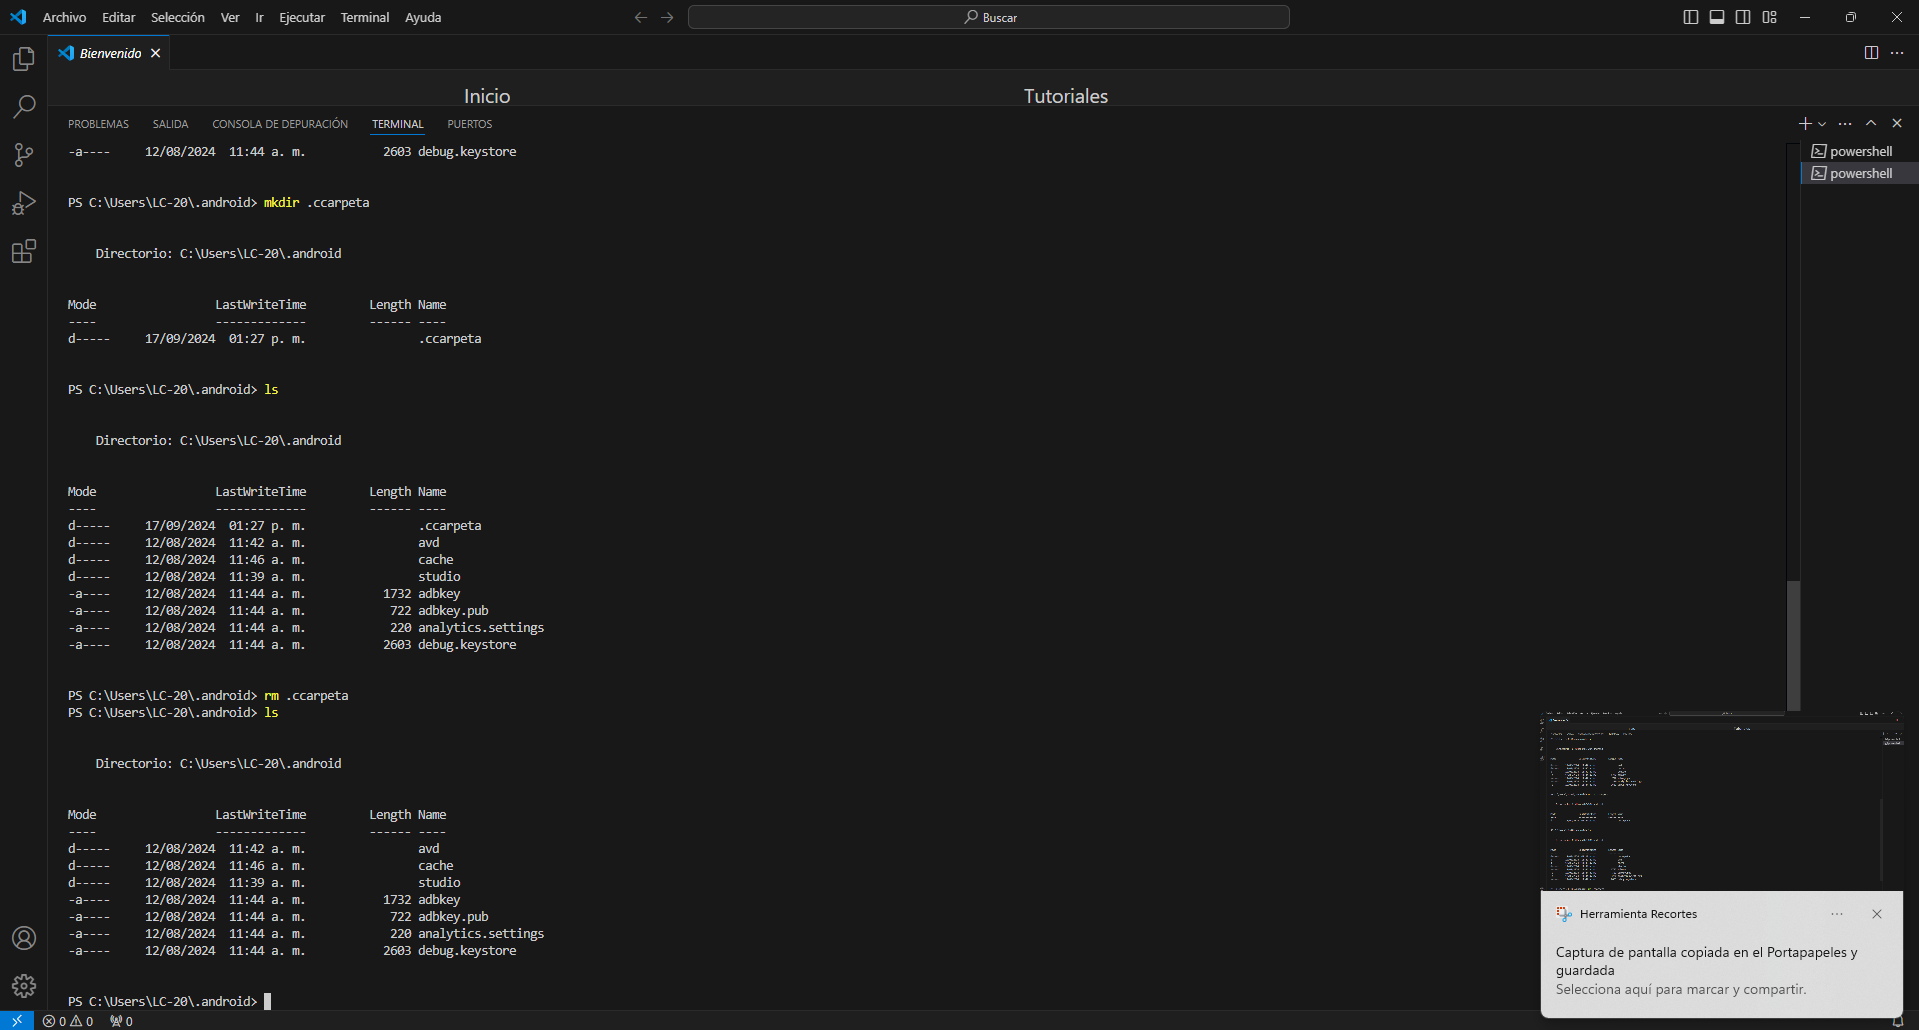 Archivo Editar Selección Ver Ir Ejecutar Terminal Ayuda
Buscar
Bienvenido
Inicio
Tutoriales
PROBLEMAS SALIDA CONSOLA DE DEPURACIÓN TERMINAL PUERTOS
powershell
powershell
-a---- 12/08/2024 11:44 a. m. 2603 debug.keystore
PS C:\Users\LC-20\.android> mkdir .ccarpeta
Directorio: C:\Users\LC-20\.android
Mode LastWriteTime Length Name
---- ------------- ------ ----
d----- 17/09/2024 01:27 p. m. .ccarpeta
PS C:\Users\LC-20\.android> ls
Directorio: C:\Users\LC-20\.android
Mode LastWriteTime Length Name
---- ------------- ------ ----
d----- 17/09/2024 01:27 p. m. .ccarpeta
d----- 12/08/2024 11:42 a. m. avd
d----- 12/08/2024 11:46 a. m. cache
d----- 12/08/2024 11:39 a. m. studio
-a---- 12/08/2024 11:44 a. m. 1732 adbkey
-a---- 12/08/2024 11:44 a. m. 722 adbkey.pub
-a---- 12/08/2024 11:44 a. m. 220 analytics.settings
-a---- 12/08/2024 11:44 a. m. 2603 debug.keystore
PS C:\Users\LC-20\.android> rm .ccarpeta
PS C:\Users\LC-20\.android> ls
Directorio: C:\Users\LC-20\.android
Mode LastWriteTime Length Name
---- ------------- ------ ----
d----- 12/08/2024 11:42 a. m. avd
d----- 12/08/2024 11:46 a. m. cache
d----- 12/08/2024 11:39 a. m. studio
-a---- 12/08/2024 11:44 a. m. 1732 adbkey
-a---- 12/08/2024 11:44 a. m. 722 adbkey.pub
-a---- 12/08/2024 11:44 a. m. 220 analytics.settings
-a---- 12/08/2024 11:44 a. m. 2603 debug.keystore
PS C:\Users\LC-20\.android>
Herramienta Recortes
Captura de pantalla copiada en el Portapapeles y
guardada
Selecciona aquí para marcar y compartir.
0 0 0